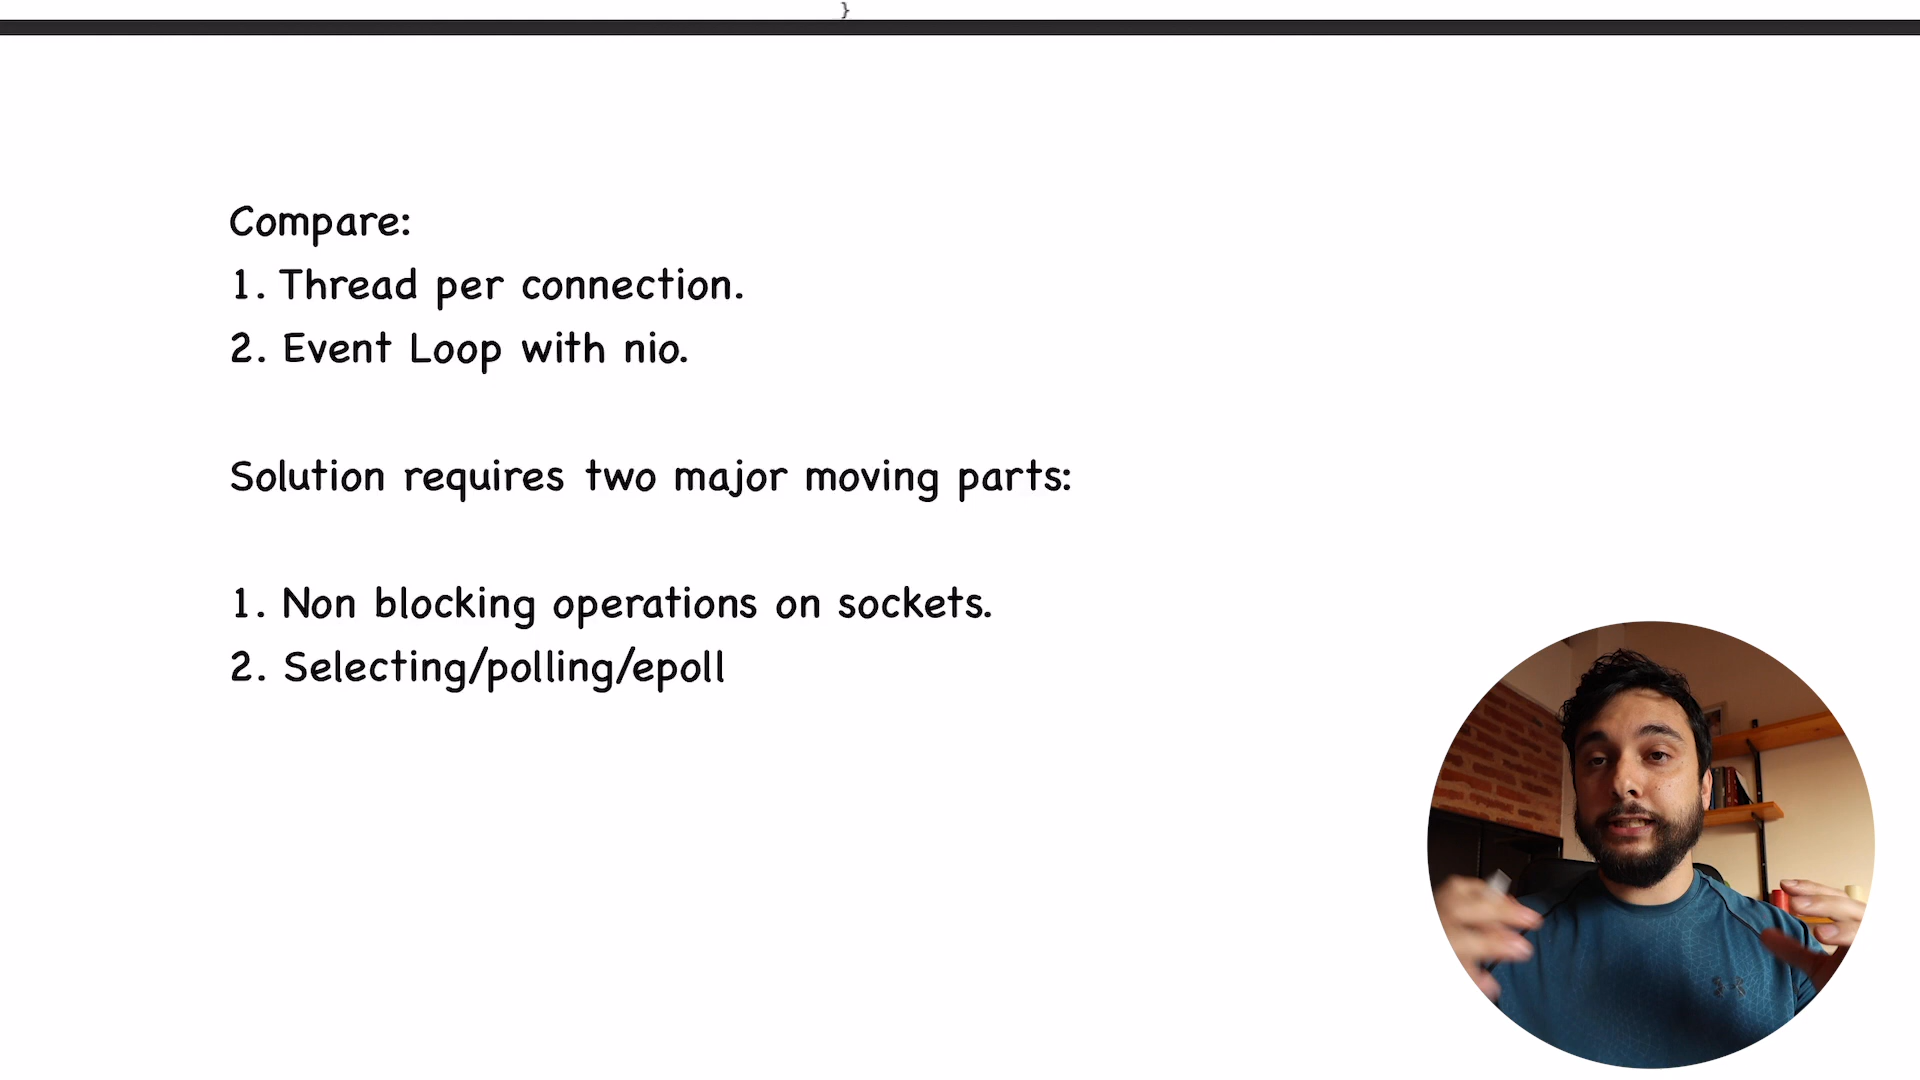 }
Compare:
1. Thread per connection.
2. Event Loop with nio.
Solution requires two major moving parts:
1. Non blocking operations on sockets.
2. Selecting/polling/epoll